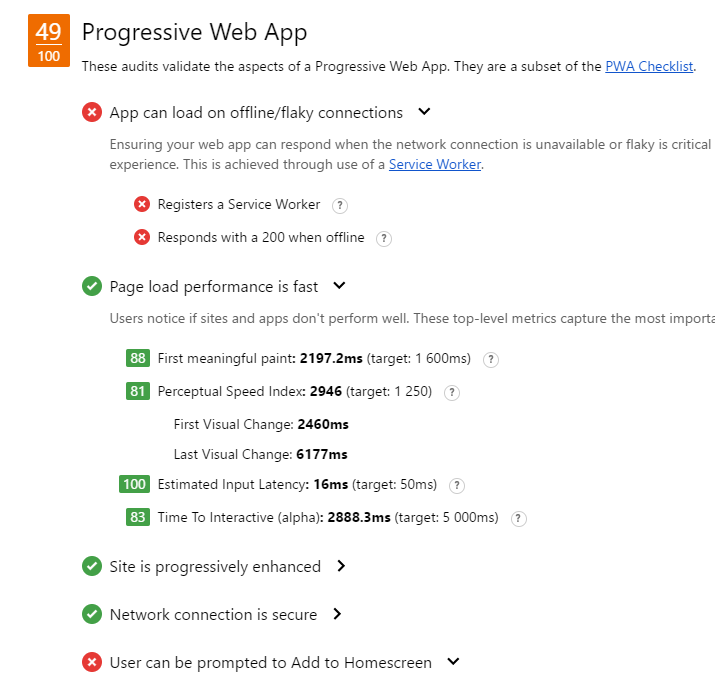 49
100
Progressive Web App
These audits validate the aspects of a Progressive Web App. They are a subset of the PWA Checklist.
App can load on offline/flaky connections
Ensuring your web app can respond when the network connection is unavailable or flaky is critical
experience. This is achieved through use of a Service Worker.
Registers a Service Worker ?
Responds with a 200 when offline ?
Page load performance is fast
Users notice if sites and apps don't perform well. These top-level metrics capture the most importa
88 First meaningful paint: 2197.2ms (target: 1 600ms) ?
81 Perceptual Speed Index: 2946 (target: 1 250) ?
First Visual Change: 2460ms
Last Visual Change: 6177ms
100 Estimated Input Latency: 16ms (target: 50ms) ?
83 Time To Interactive (alpha): 2888.3ms (target: 5 000ms) ?
Site is progressively enhanced
Network connection is secure
User can be prompted to Add to Homescreen